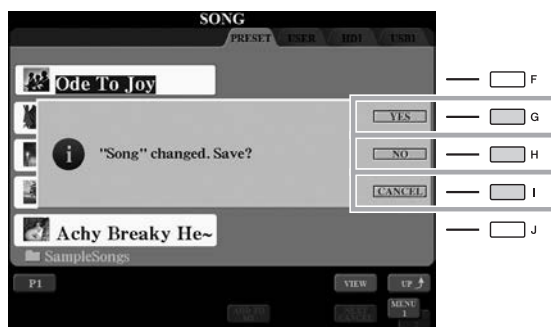 SONG
PRESET USER HD1 USB1
Ode To Joy
F
YES
G
"Song" changed. Save?
NO
H
CANCEL
I
Achy Breaky He~
J
SampleSongs
P1
VIEW
UP
MENU
1